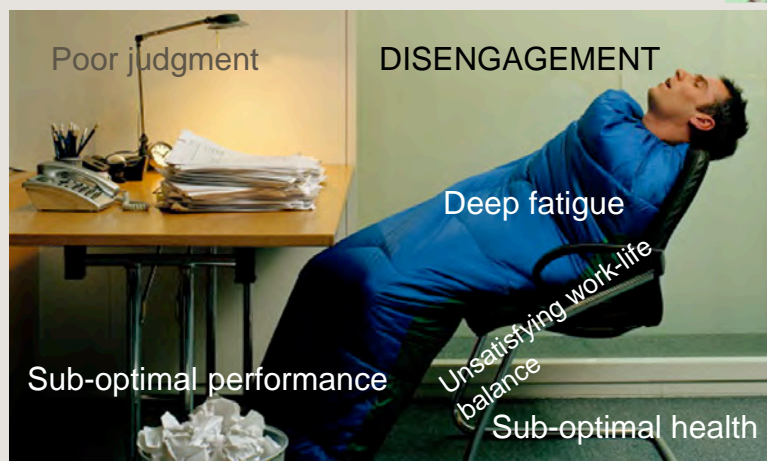 Poor judgment
DISENGAGEMENT
Deep fatigue
Unsatisfying work-life
balance
Sub-optimal performance
Sub-optimal health